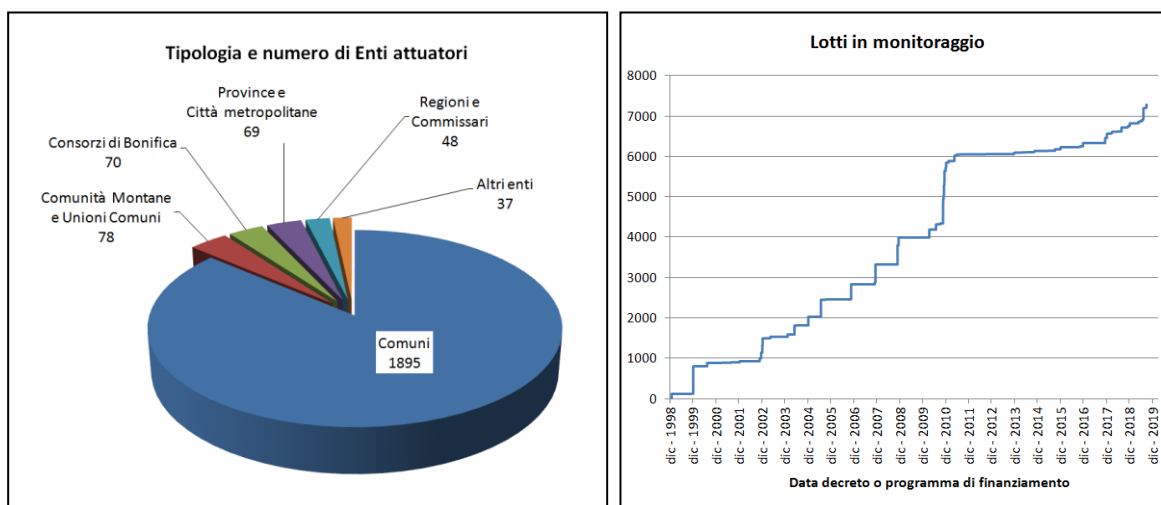 Tipologia e numero di Enti attuatori
Province e
Città metropolitane
69
Regioni e
Commissari
48
Consorzi di Bonifica
70
Altri enti
37
Comunità Montane
e Unioni Comuni
78
Comuni
1895
Lotti in monitoraggio
8000
7000
6000
5000
4000
3000
2000
1000
0
dic - 1998
dic - 1999
dic - 2000
dic - 2001
dic - 2002
dic - 2003
dic - 2004
dic - 2005
dic - 2006
dic - 2007
dic - 2008
dic - 2009
dic - 2010
dic - 2011
dic - 2012
dic - 2013
dic - 2014
dic - 2015
dic - 2016
dic - 2017
dic - 2018
dic - 2019
Data decreto o programma di finanziamento